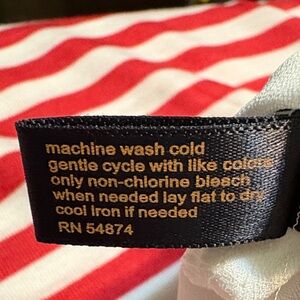 machine wash cold
gentle cycle with like colors
only non-chlorine bleach
when needed lay flat to dry
cool iron if needed
RN 54874